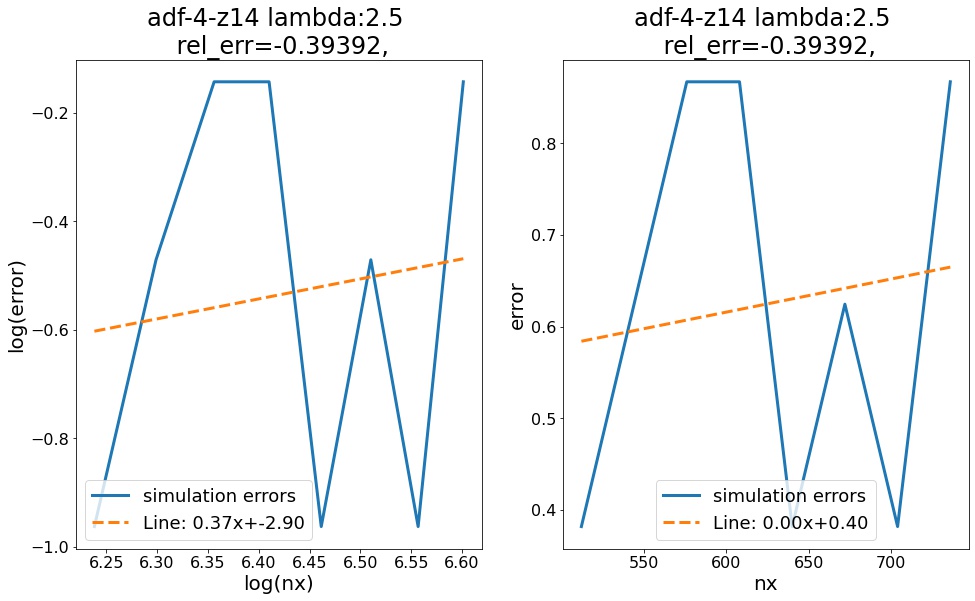 adf-4-z14 lambda:2.5
rel_err=-0.39392,
log(error)
−0.2
−0.4
−0.6
−0.8
−1.0
simulation errors
Line: 0.37x+-2.90
6.25 6.30 6.35 6.40 6.45 6.50 6.55 6.60
log(nx)
adf-4-z14 lambda:2.5
rel_err=-0.39392,
error
0.8
0.7
0.6
0.5
0.4
simulation errors
Line: 0.00x+0.40
550 600 650 700
nx